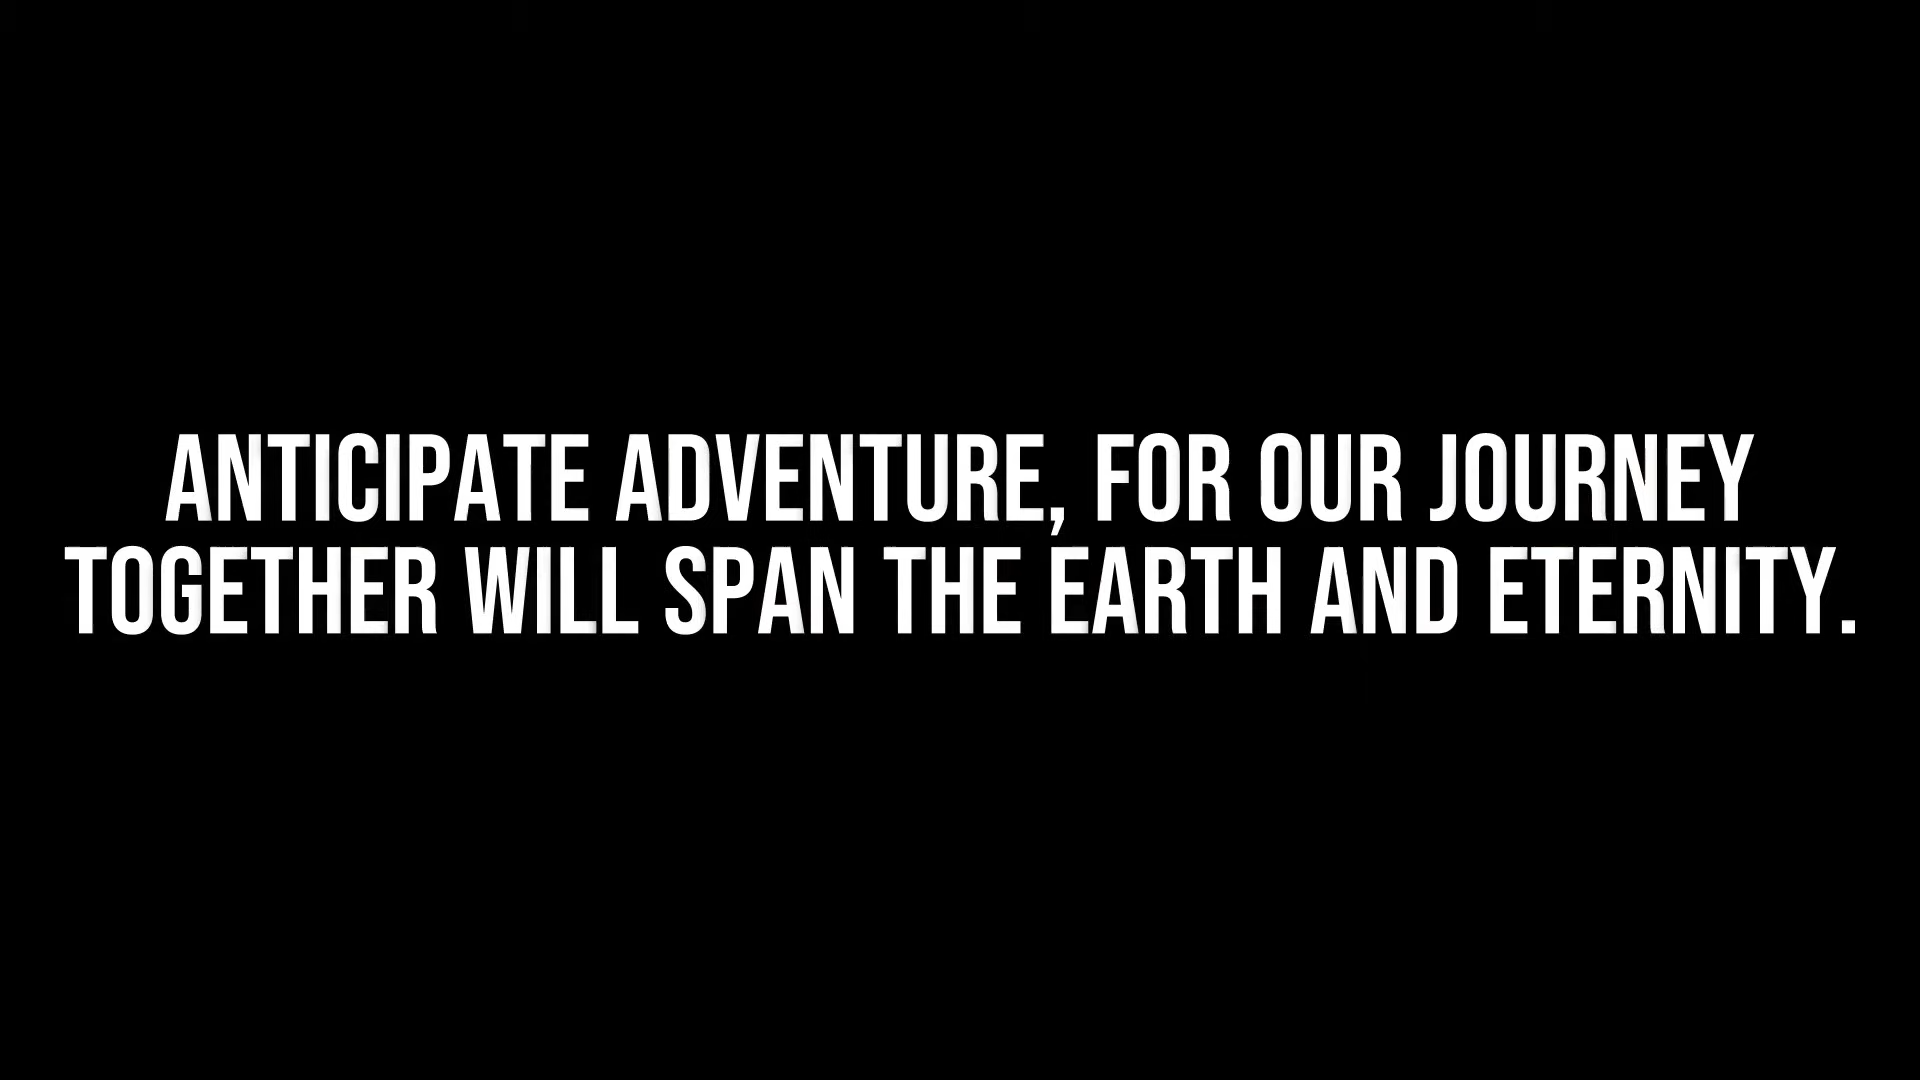 ANTICIPATE ADVENTURE, FOR OUR JOURNEY
TOGETHER WILL SPAN THE EARTH AND ETERNITY.